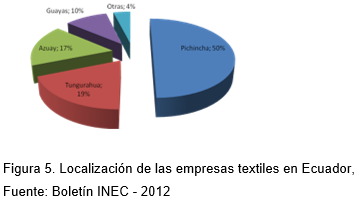 Otras; 4%
Guayas; 10%
Azuay; 17%
Pichincha; 50%
Tungurahua;
19%
Figura 5. Localización de las empresas textiles en Ecuador,
Fuente: Boletín INEC - 2012